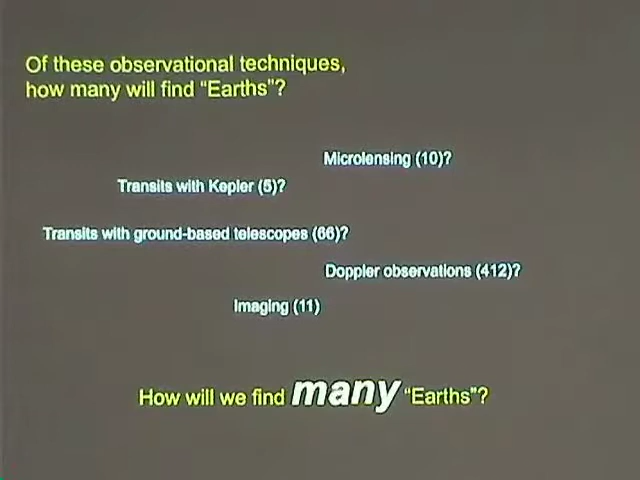 Of these observational techniques,
how many will find “Earths”?
Microlensing (10)?
Transits with Kepler (5)?
Transits with ground-based telescopes (66)?
Doppler observations (412)?
Imaging (11)
How will we find many “Earths”?